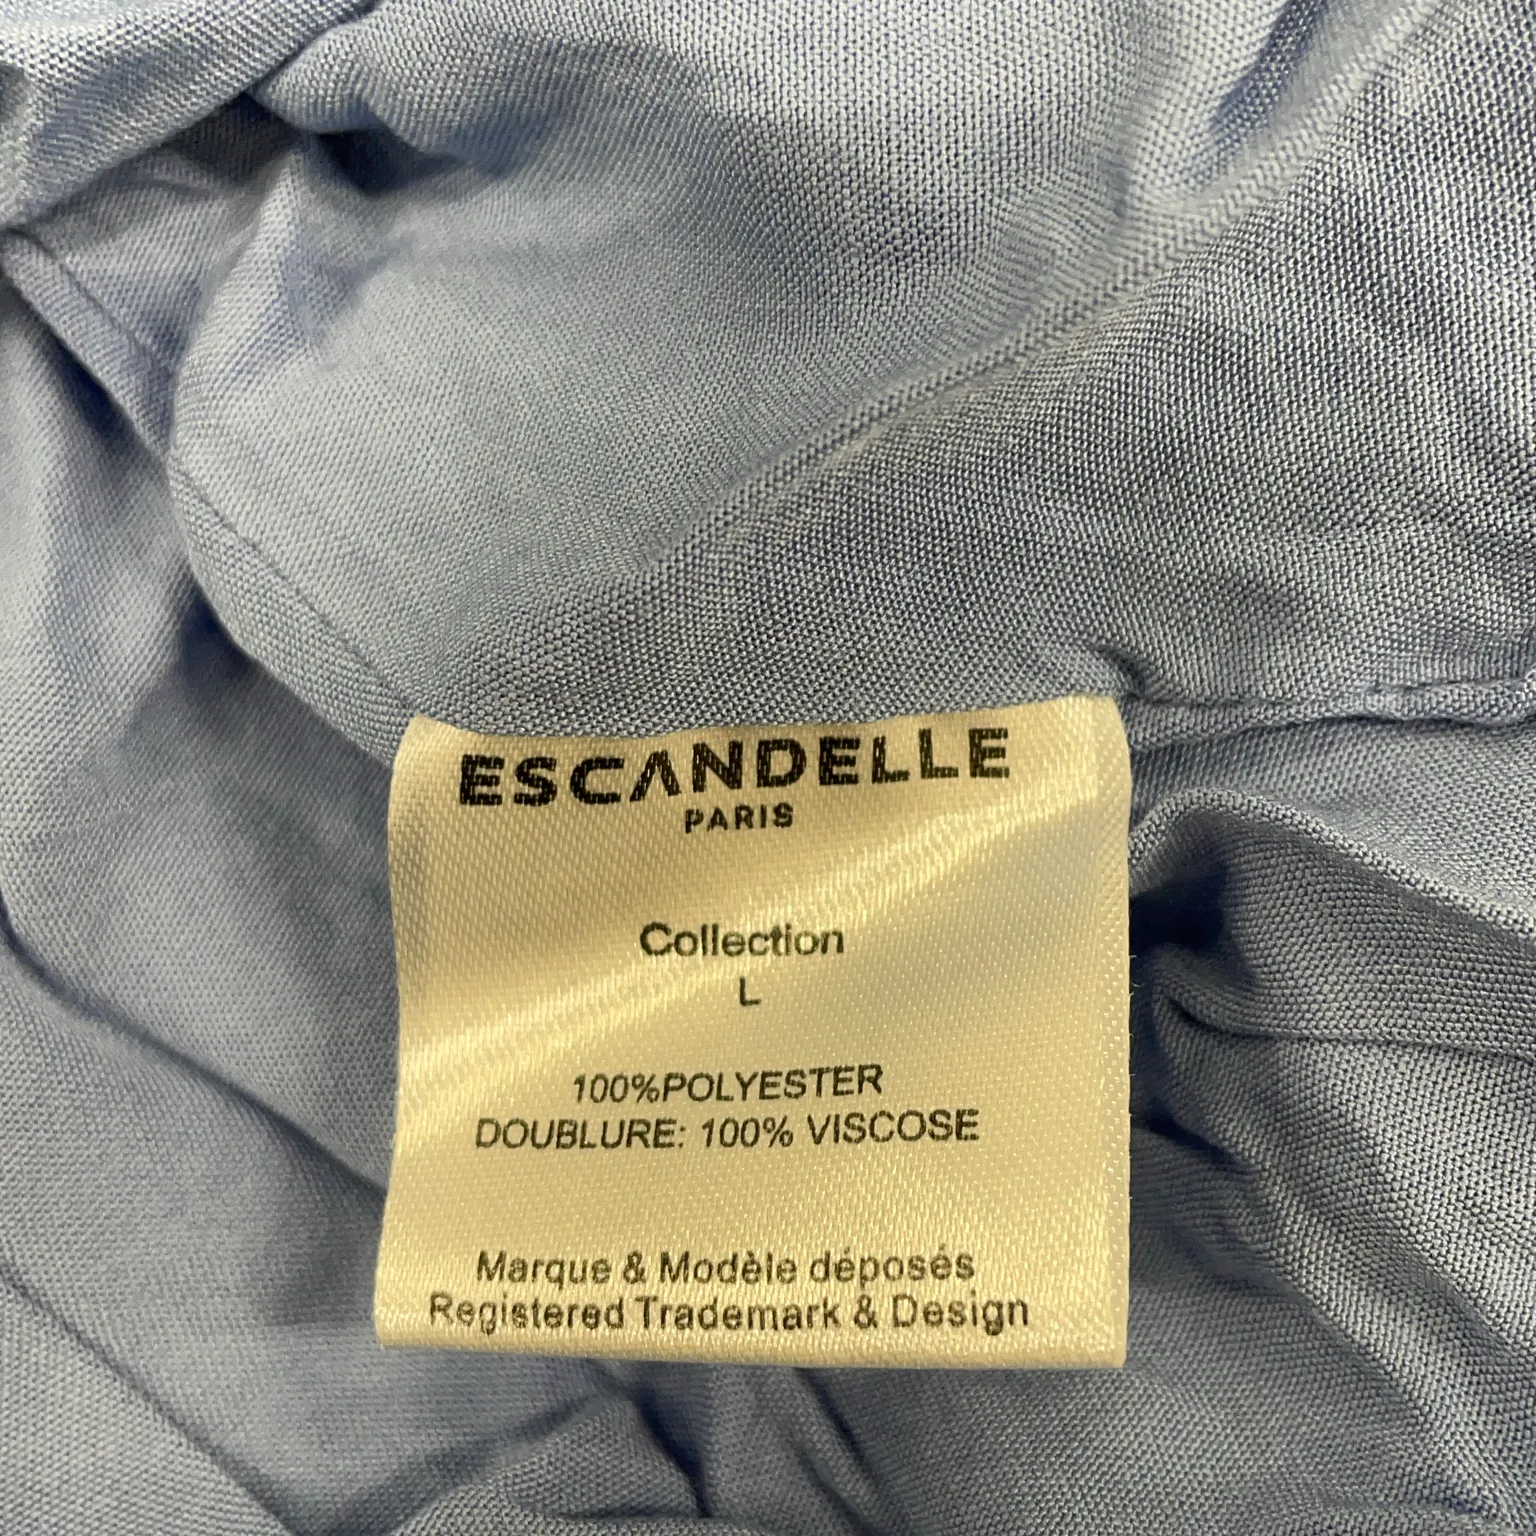 ESCANDELLE
PARIS
Collection
L
100%POLYESTER
DOUBLURE: 100% VISCOSE
Marque & Modèle déposés
Registered Trademark & Design